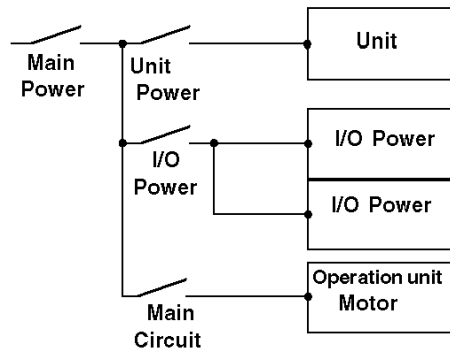 Main
Power
Unit
Power
Unit
I/O
Power
I/O Power
I/O Power
Main
Circuit
Operation unit
Motor